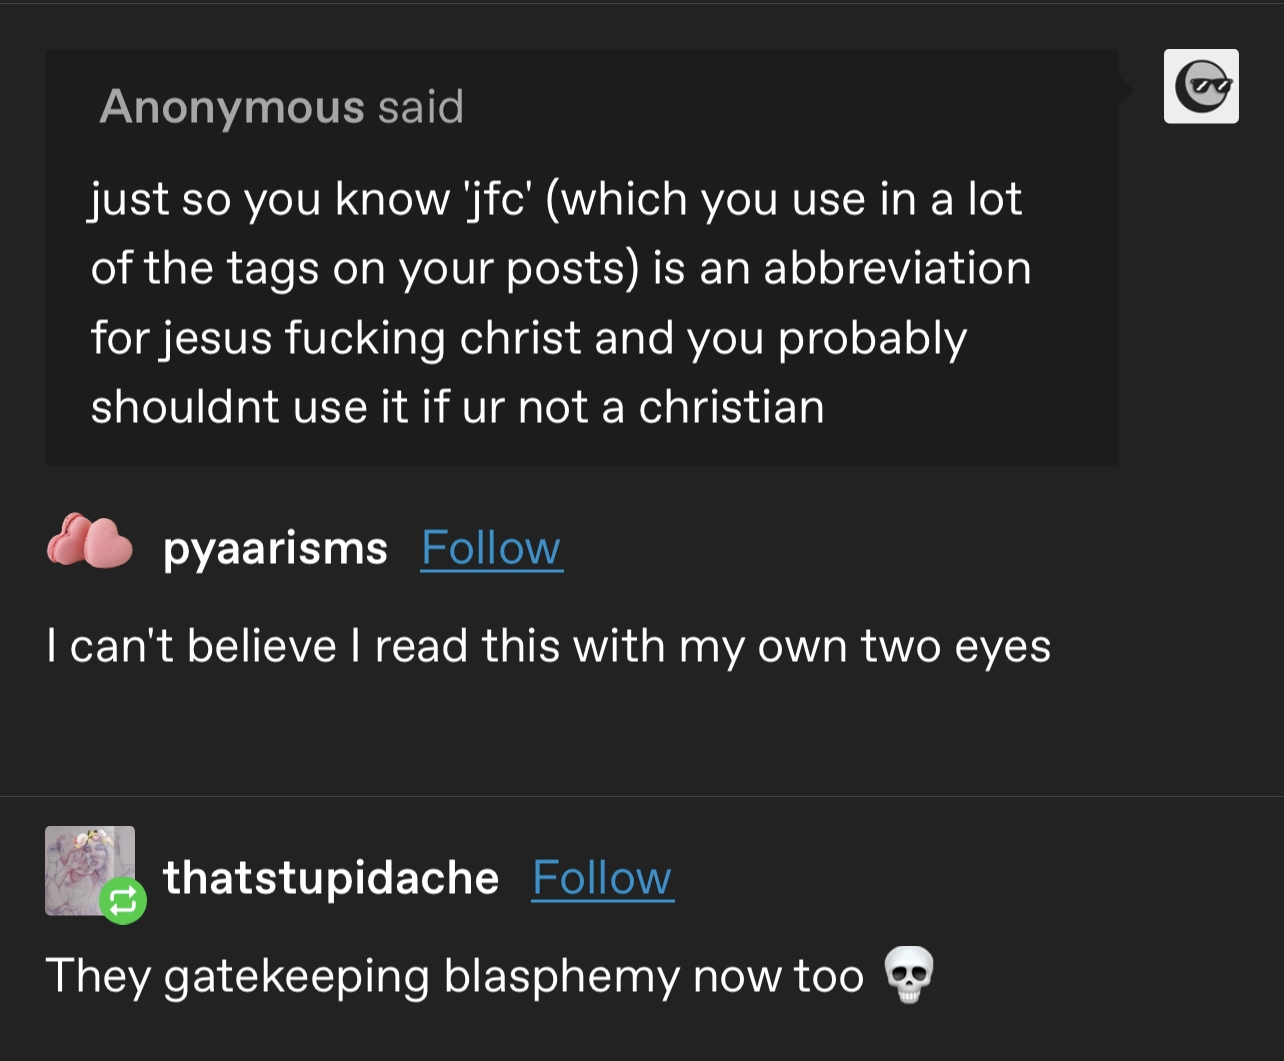 Anonymous said
just so you know 'jfc' (which you use in a lot
of the tags on your posts) is an abbreviation
for jesus fucking christ and you probably
shouldnt use it if ur not a christian
pyaarisms Follow
I can't believe I read this with my own two eyes
thatstupidache Follow
They gatekeeping blasphemy now too 💀